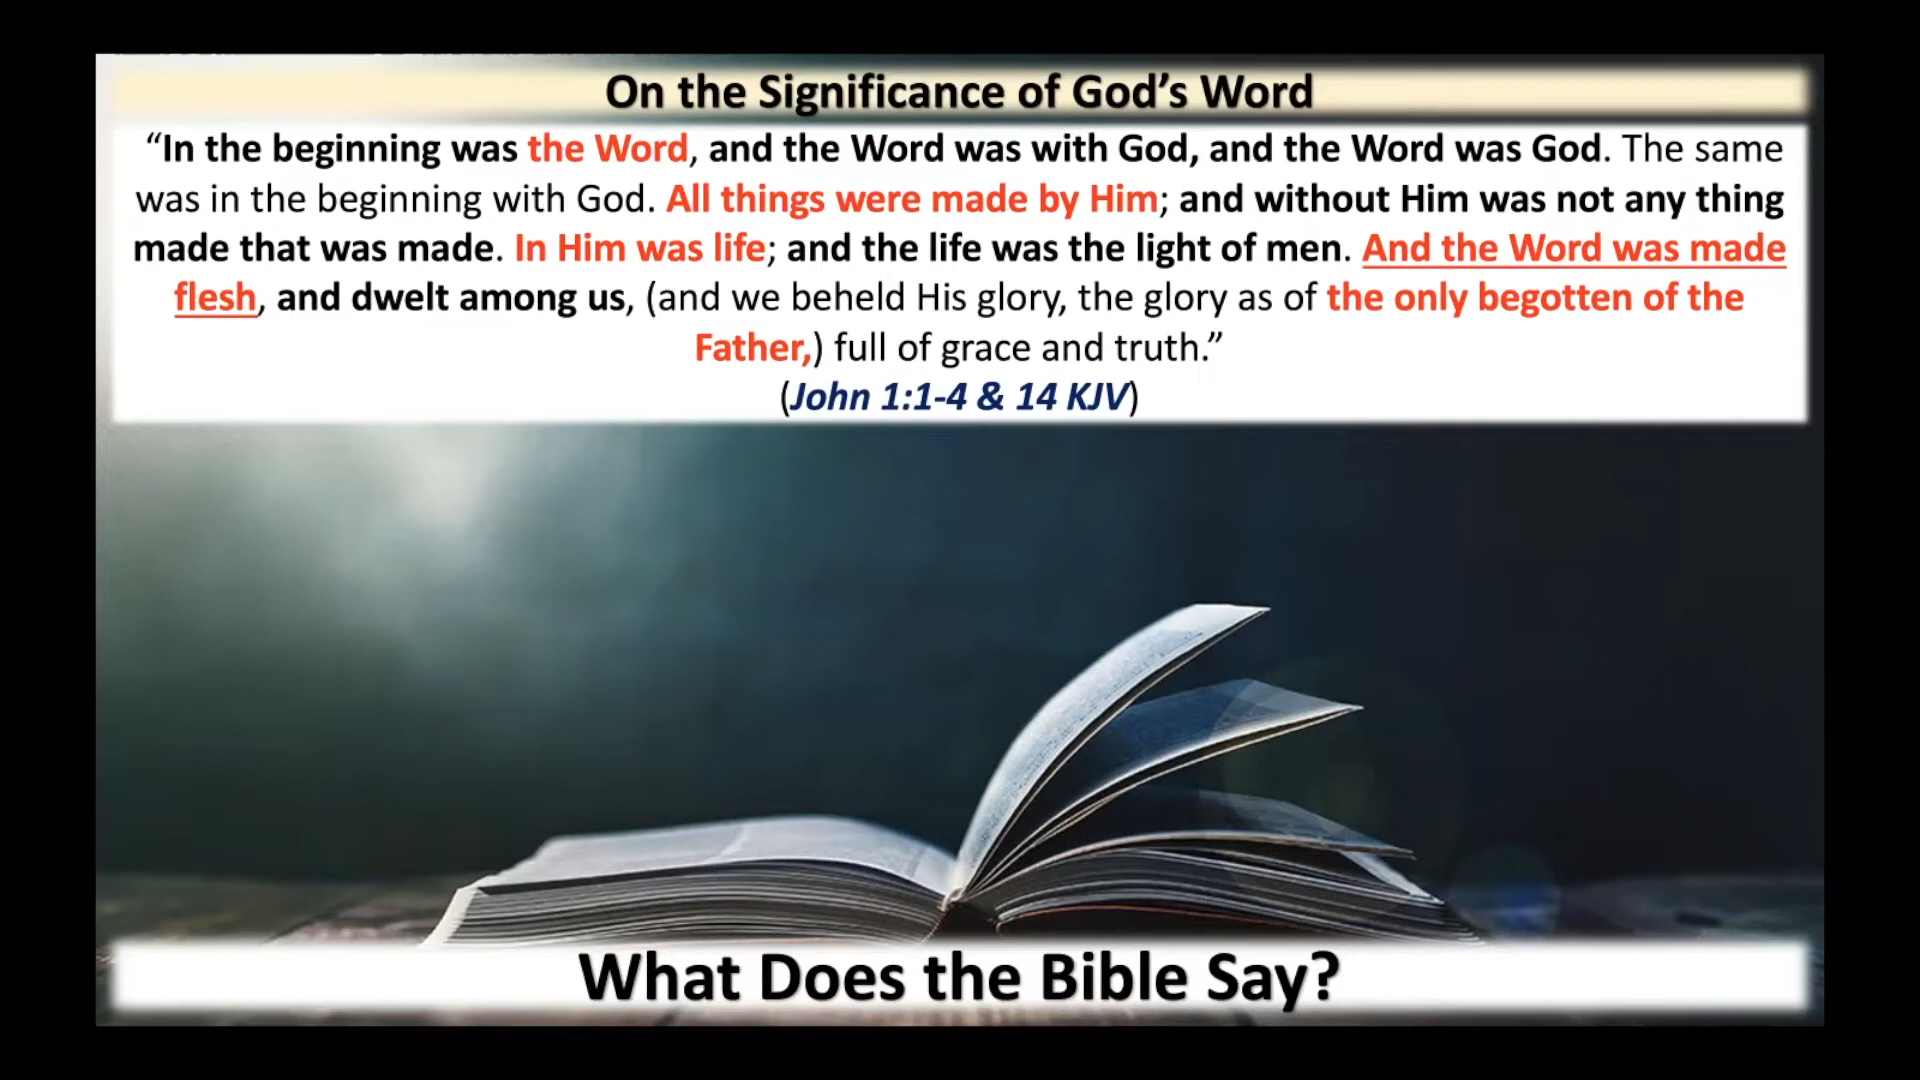 On the Significance of God’s Word
“In the beginning was the Word, and the Word was with God, and the Word was God. The same
was in the beginning with God. All things were made by Him; and without Him was not any thing
made that was made. In Him was life; and the life was the light of men. And the Word was made
flesh, and dwelt among us, (and we beheld His glory, the glory as of the only begotten of the
Father,) full of grace and truth.”
(John 1:1-4 & 14 KJV)
What Does the Bible Say?